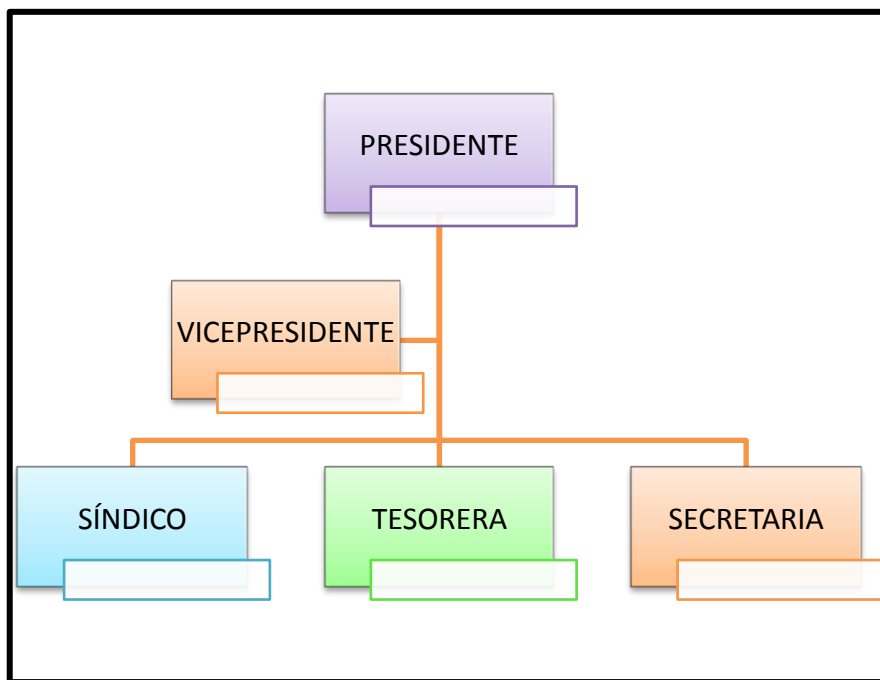 PRESIDENTE
VICEPRESIDENTE
SÍNDICO
TESORERA
SECRETARIA